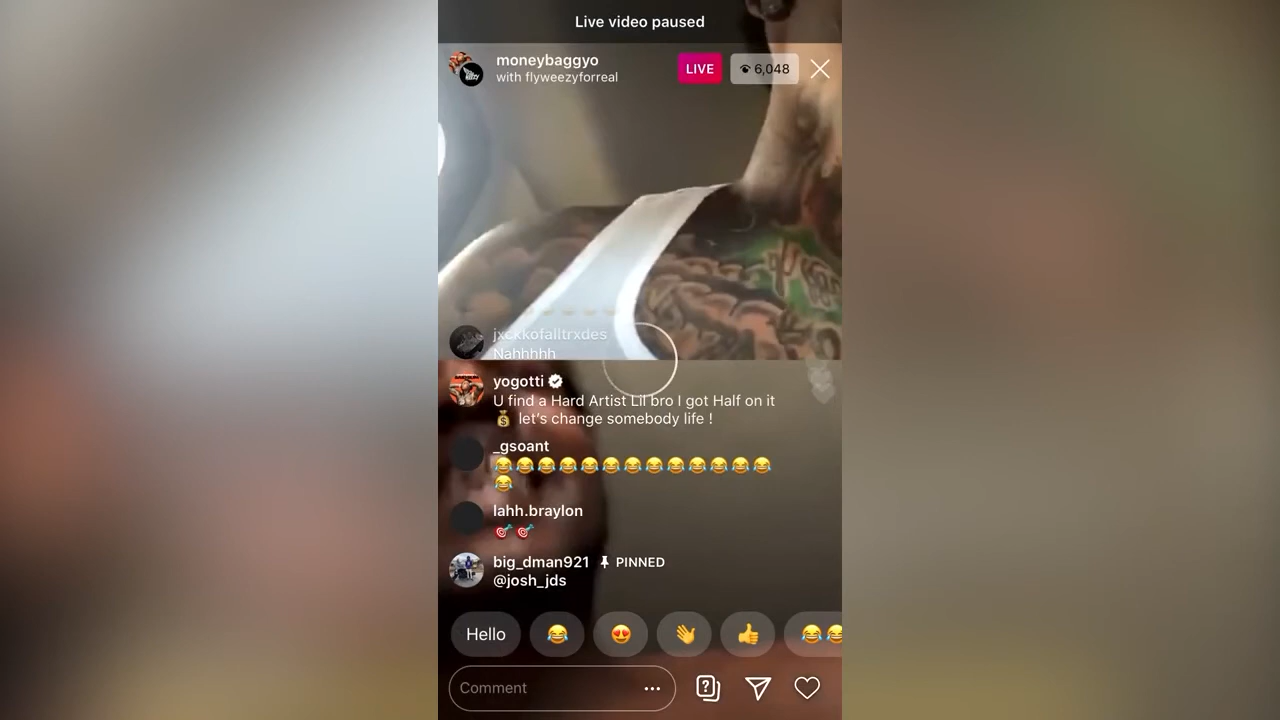 Live video paused
moneybaggyo
with flyweezyforreal
LIVE
6,048
jxckkofalltrxdes
Nahhhhh
yogotti
U find a Hard Artist Lil bro I got Half on it
💰 let's change somebody life !
_gsoant
😂😂😂😂😂😂😂😂😂😂😂😂😂
😂
lahh.braylon
🎯🎯
big_dman921 📌 PINNED
@josh_jds
Hello 😂 😍 👋 👍 😂😂
Comment